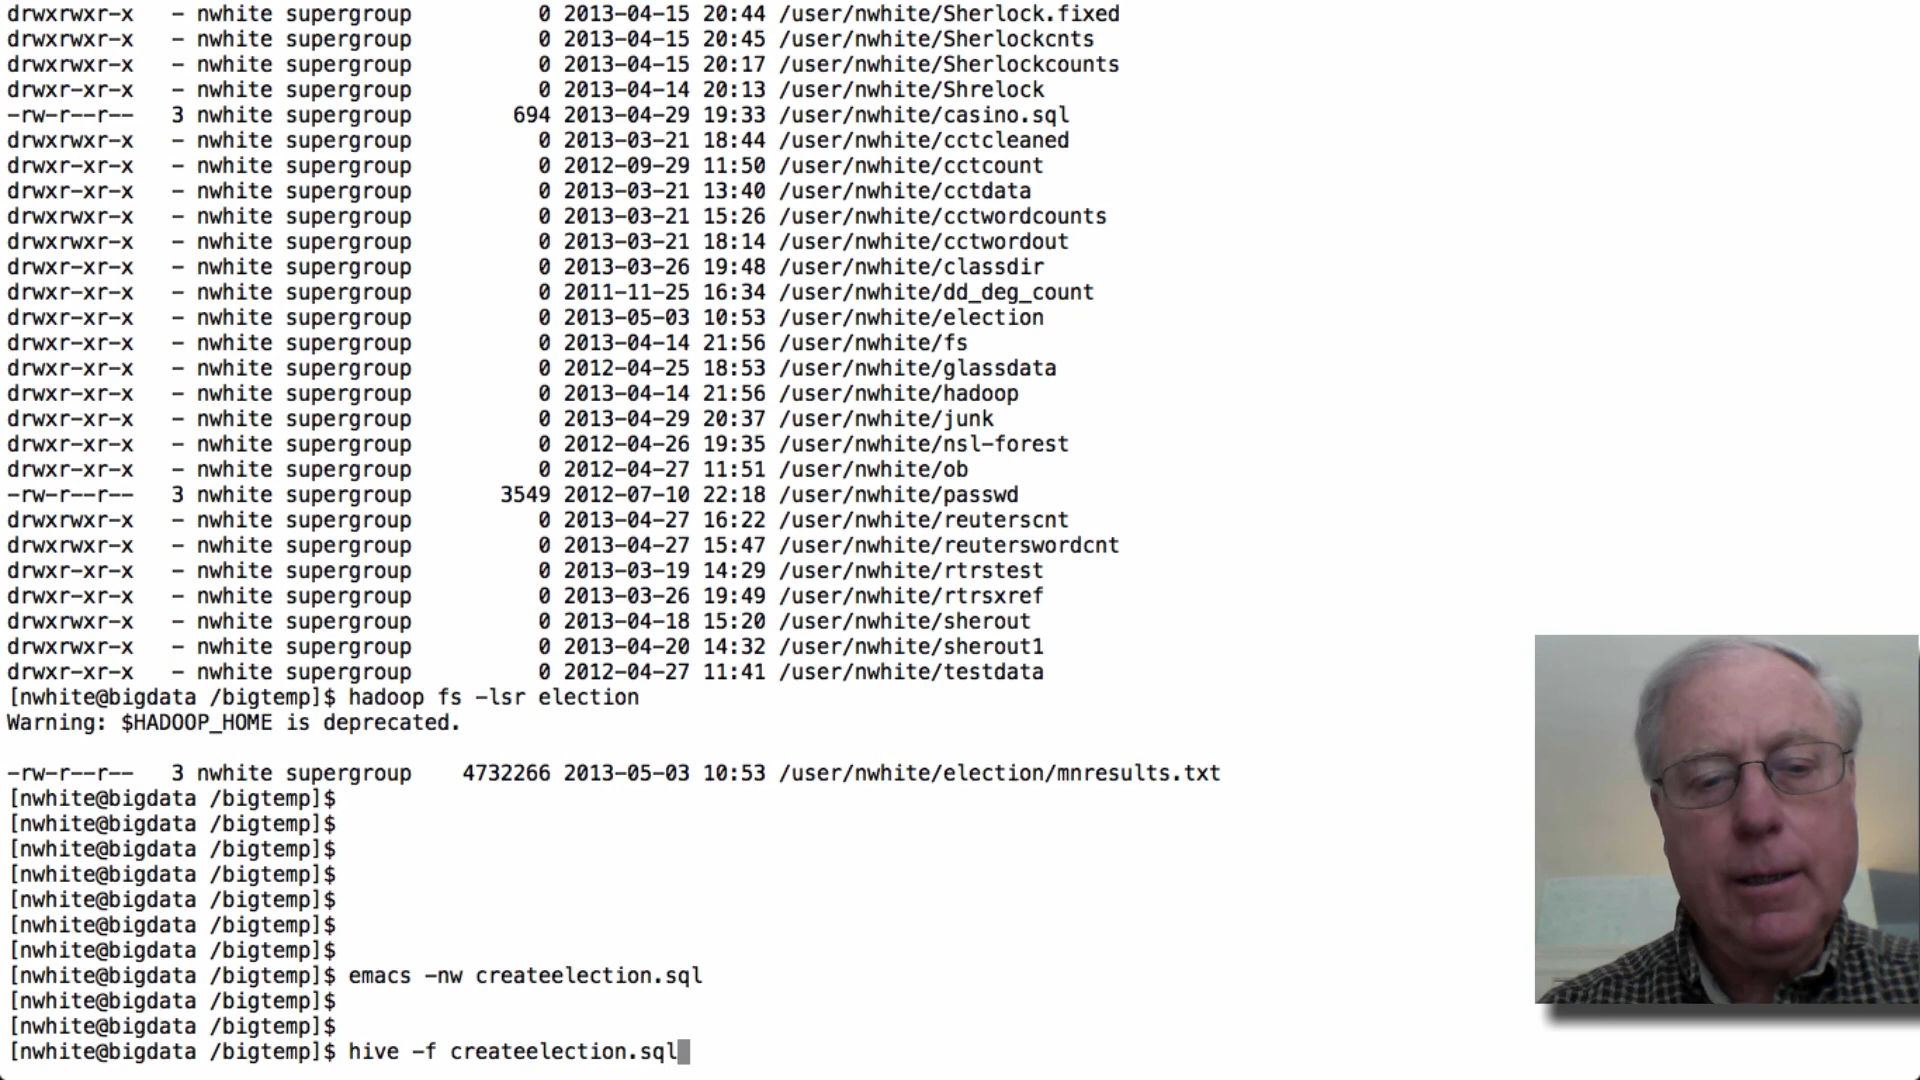 drwxrwxr-x - nwhite supergroup 0 2013-04-15 20:44 /user/nwhite/Sherlock.fixed
drwxrwxr-x - nwhite supergroup 0 2013-04-15 20:45 /user/nwhite/Sherlockcnts
drwxrwxr-x - nwhite supergroup 0 2013-04-15 20:17 /user/nwhite/Sherlockcounts
drwxr-xr-x - nwhite supergroup 0 2013-04-14 20:13 /user/nwhite/Shrelock
-rw-r--r-- 3 nwhite supergroup 694 2013-04-29 19:33 /user/nwhite/casino.sql
drwxrwxr-x - nwhite supergroup 0 2013-03-21 18:44 /user/nwhite/cctcleaned
drwxr-xr-x - nwhite supergroup 0 2012-09-29 11:50 /user/nwhite/cctcount
drwxr-xr-x - nwhite supergroup 0 2013-03-21 13:40 /user/nwhite/cctdata
drwxrwxr-x - nwhite supergroup 0 2013-03-21 15:26 /user/nwhite/cctwordcounts
drwxrwxr-x - nwhite supergroup 0 2013-03-21 18:14 /user/nwhite/cctwordout
drwxr-xr-x - nwhite supergroup 0 2013-03-26 19:48 /user/nwhite/classdir
drwxr-xr-x - nwhite supergroup 0 2011-11-25 16:34 /user/nwhite/dd_deg_count
drwxr-xr-x - nwhite supergroup 0 2013-05-03 10:53 /user/nwhite/election
drwxr-xr-x - nwhite supergroup 0 2013-04-14 21:56 /user/nwhite/fs
drwxr-xr-x - nwhite supergroup 0 2012-04-25 18:53 /user/nwhite/glassdata
drwxr-xr-x - nwhite supergroup 0 2013-04-14 21:56 /user/nwhite/hadoop
drwxr-xr-x - nwhite supergroup 0 2013-04-29 20:37 /user/nwhite/junk
drwxr-xr-x - nwhite supergroup 0 2012-04-26 19:35 /user/nwhite/nsl-forest
drwxr-xr-x - nwhite supergroup 0 2012-04-27 11:51 /user/nwhite/ob
-rw-r--r-- 3 nwhite supergroup 3549 2012-07-10 22:18 /user/nwhite/passwd
drwxrwxr-x - nwhite supergroup 0 2013-04-27 16:22 /user/nwhite/reuterscnt
drwxrwxr-x - nwhite supergroup 0 2013-04-27 15:47 /user/nwhite/reuterswordcnt
drwxr-xr-x - nwhite supergroup 0 2013-03-19 14:29 /user/nwhite/rtrstest
drwxr-xr-x - nwhite supergroup 0 2013-03-26 19:49 /user/nwhite/rtrsxref
drwxrwxr-x - nwhite supergroup 0 2013-04-18 15:20 /user/nwhite/sherout
drwxrwxr-x - nwhite supergroup 0 2013-04-20 14:32 /user/nwhite/sherout1
drwxr-xr-x - nwhite supergroup 0 2012-04-27 11:41 /user/nwhite/testdata
[nwhite@bigdata /bigtemp]$ hadoop fs -lsr election
Warning: $HADOOP_HOME is deprecated.
-rw-r--r-- 3 nwhite supergroup 4732266 2013-05-03 10:53 /user/nwhite/election/mnresults.txt
[nwhite@bigdata /bigtemp]$
[nwhite@bigdata /bigtemp]$
[nwhite@bigdata /bigtemp]$
[nwhite@bigdata /bigtemp]$
[nwhite@bigdata /bigtemp]$
[nwhite@bigdata /bigtemp]$
[nwhite@bigdata /bigtemp]$
[nwhite@bigdata /bigtemp]$ emacs -nw createelection.sql
[nwhite@bigdata /bigtemp]$
[nwhite@bigdata /bigtemp]$
[nwhite@bigdata /bigtemp]$ hive -f createelection.sql